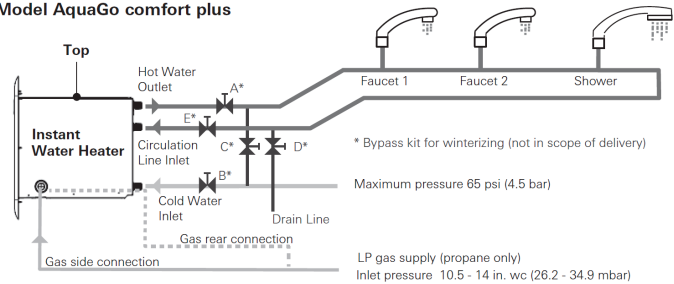 Model AquaGo comfort plus
Top
Hot Water
Outlet
A*
Faucet 1
Faucet 2
Shower
E*
Instant
Water Heater
Circulation
Line Inlet
C*
D*
* Bypass kit for winterizing (not in scope of delivery)
B*
Maximum pressure 65 psi (4.5 bar)
Cold Water
Inlet
Drain Line
Gas rear connection
Gas side connection
LP gas supply (propane only)
Inlet pressure 10.5 - 14 in. wc (26.2 - 34.9 mbar)